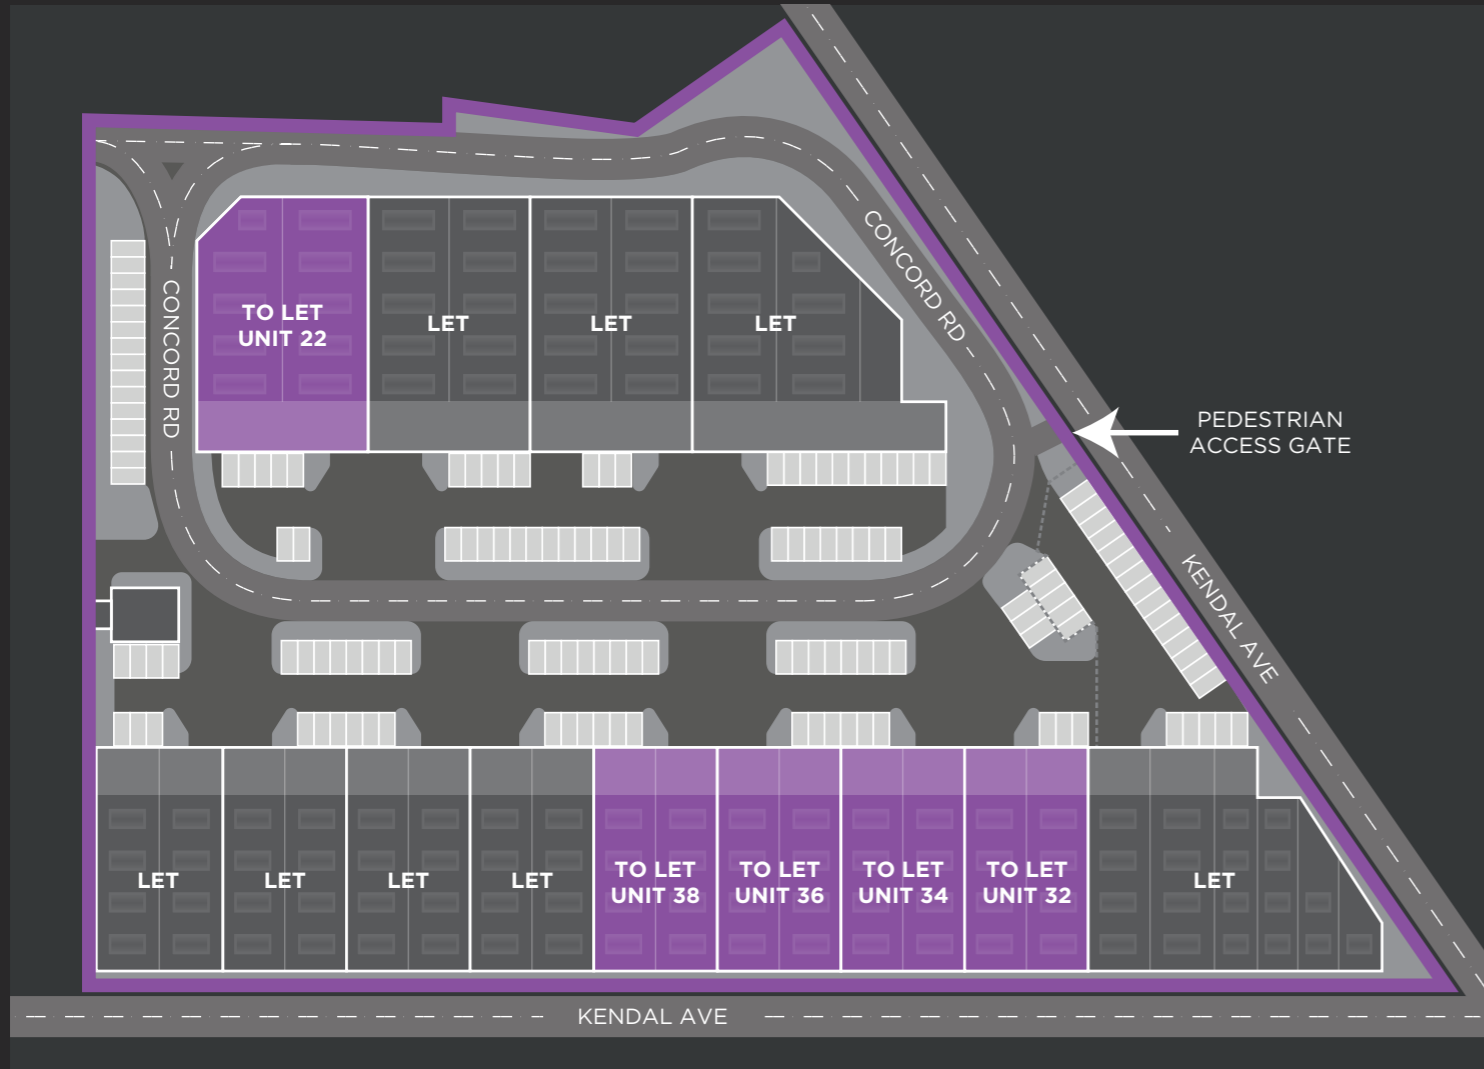 CONCORD RD
CONCORD RD
TO LET
UNIT 22
LET
LET
LET
PEDESTRIAN
ACCESS GATE
KENDAL AVE
LET
LET
LET
LET
TO LET
UNIT 38
TO LET
UNIT 36
TO LET
UNIT 34
TO LET
UNIT 32
LET
KENDAL AVE